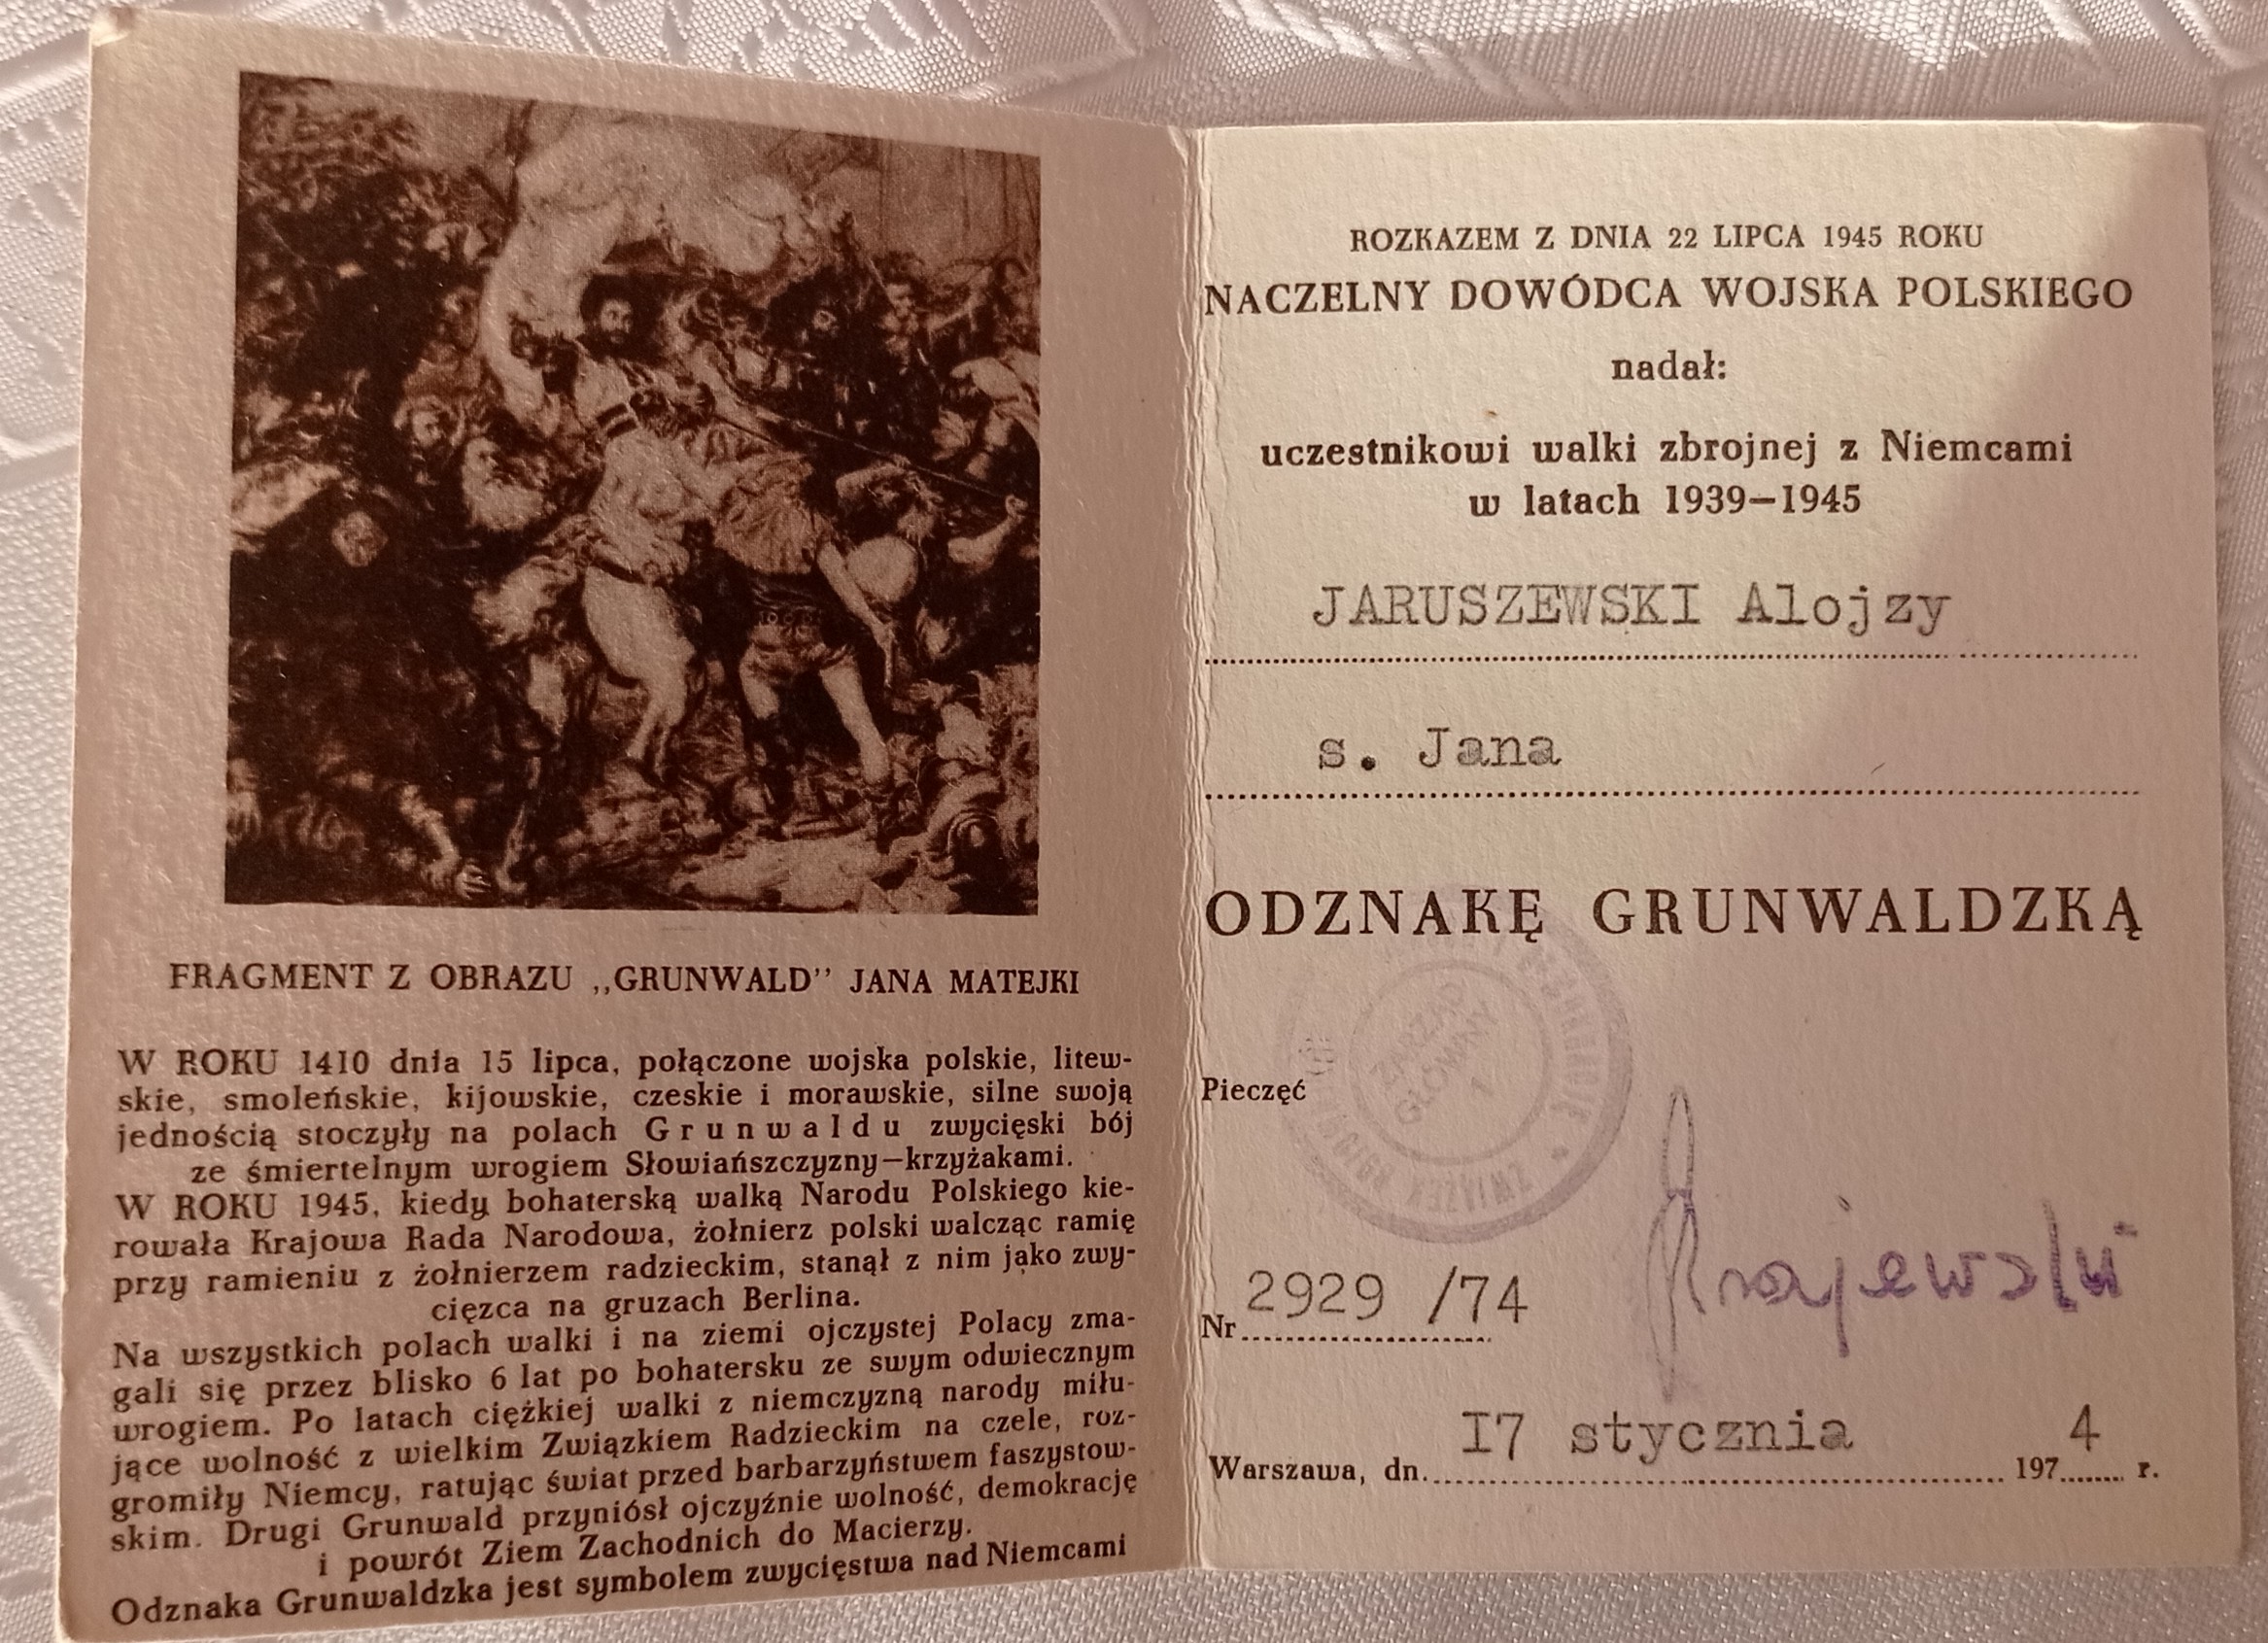 FRAGMENT Z OBRAZU „GRUNWALD” JANA MATEJKI
W ROKU 1410 dnia 15 lipca, połączone wojska polskie, litew-
skie, smoleńskie, kijowskie, czeskie i morawskie, silne swoją
jednością stoczyły na polach Grunwaldu zwycięski bój
ze śmiertelnym wrogiem Słowiańszczyzny—krzyżakami.
W ROKU 1945, kiedy bohaterską walką Narodu Polskiego kie-
rowała Krajowa Rada Narodowa, żołnierz polski walcząc ramię
przy ramieniu z żołnierzem radzieckim, stanął z nim jako zwy-
cięzca na gruzach Berlina.
Na wszystkich polach walki i na ziemi ojczystej Polacy zma-
gali się przez blisko 6 lat po bohatersku ze swym odwiecznym
wrogiem. Po latach ciężkiej walki z niemczyzną narody miłu-
jące wolność z wielkim Związkiem Radzieckim na czele, roz-
gromiły Niemcy, ratując świat przed barbarzyństwem faszystow-
skim. Drugi Grunwald przyniósł ojczyźnie wolność, demokrację
i powrót Ziem Zachodnich do Macierzy.
Odznaka Grunwaldzka jest symbolem zwycięstwa nad Niemcami
ROZKAZEM Z DNIA 22 LIPCA 1945 ROKU
NACZELNY DOWÓDCA WOJSKA POLSKIEGO
nadał:
uczestnikowi walki zbrojnej z Niemcami
w latach 1939—1945
JARUSZEWSKI Alojzy
s. Jana
ODZNAKĘ GRUNWALDZKĄ
ZARZĄD
GŁÓWNY
1
ZWIĄZEK
Pieczęć
Krajewski
Nr 2929 /74
Warszawa, dn. I7 stycznia 1974 r.